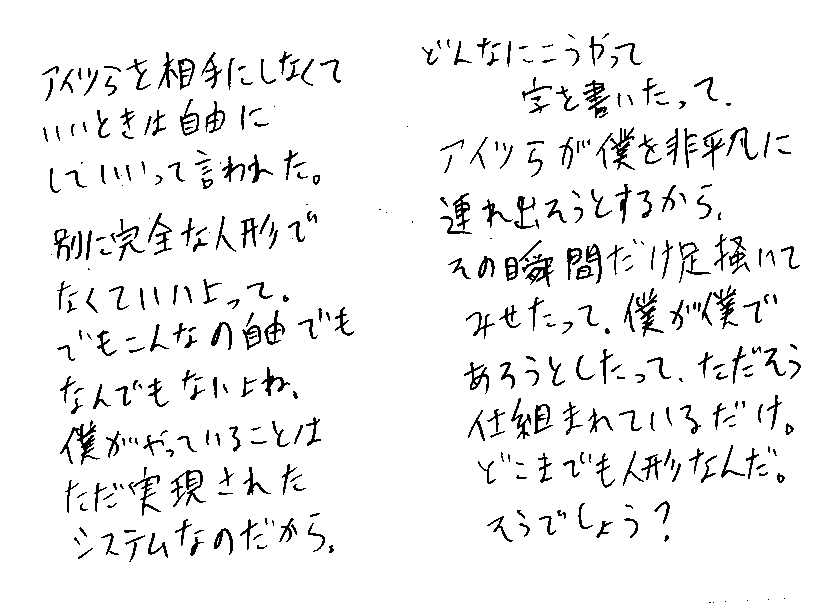 アイツらを相手にしなくて
いいときは自由に
していいって言われた。
別に完全な人形で
なくていいよって。
でもこんなの自由でも
なんでもないよね、
僕がやっていることは
ただ実現された
システムなのだから。
どんなにこうやって
字を書いたって、
アイツらが僕を非平凡に
連れ出そうとするから、
その瞬間だけ足掻いて
みせたって、僕が僕で
あろうとしたって、ただそう
仕組まれているだけ。
どこまでも人形なんだ。
そうでしょう?